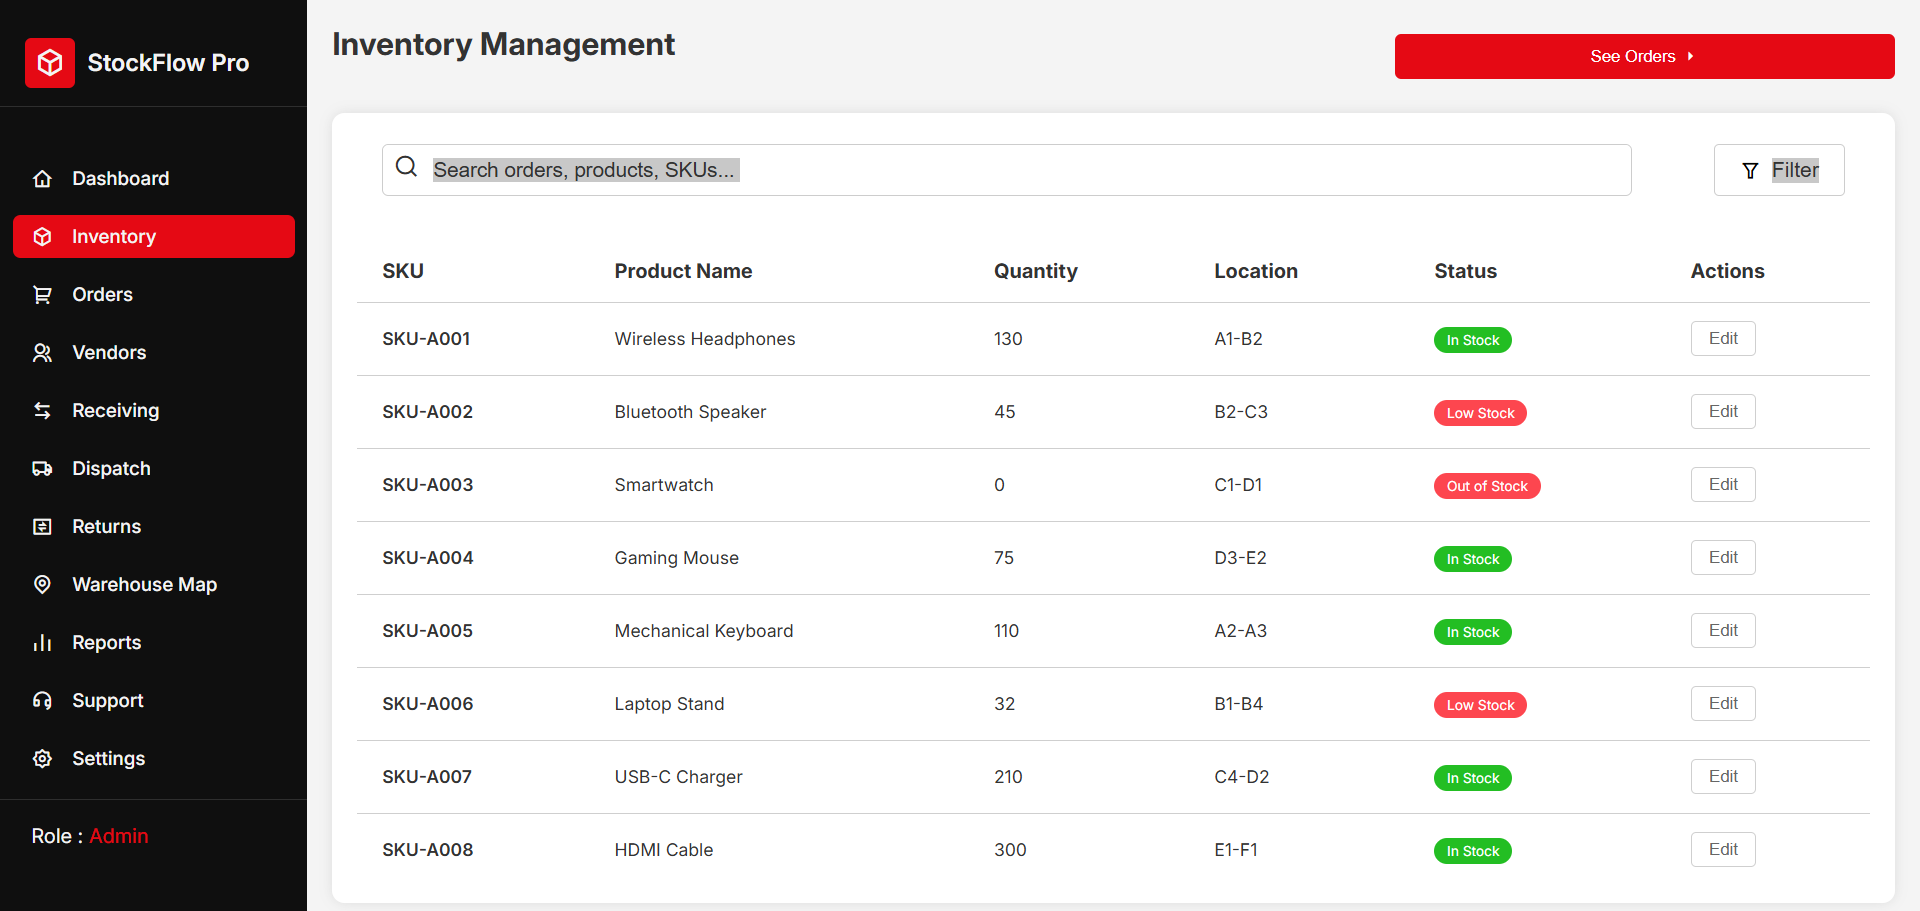 StockFlow Pro
Dashboard
Inventory
Orders
Vendors
Receiving
Dispatch
Returns
Warehouse Map
Reports
Support
Settings
Role : Admin
Inventory Management
See Orders
Search orders, products, SKUs...
Filter
SKU Product Name Quantity Location Status Actions
SKU-A001 Wireless Headphones 130 A1-B2 In Stock Edit
SKU-A002 Bluetooth Speaker 45 B2-C3 Low Stock Edit
SKU-A003 Smartwatch 0 C1-D1 Out of Stock Edit
SKU-A004 Gaming Mouse 75 D3-E2 In Stock Edit
SKU-A005 Mechanical Keyboard 110 A2-A3 In Stock Edit
SKU-A006 Laptop Stand 32 B1-B4 Low Stock Edit
SKU-A007 USB-C Charger 210 C4-D2 In Stock Edit
SKU-A008 HDMI Cable 300 E1-F1 In Stock Edit